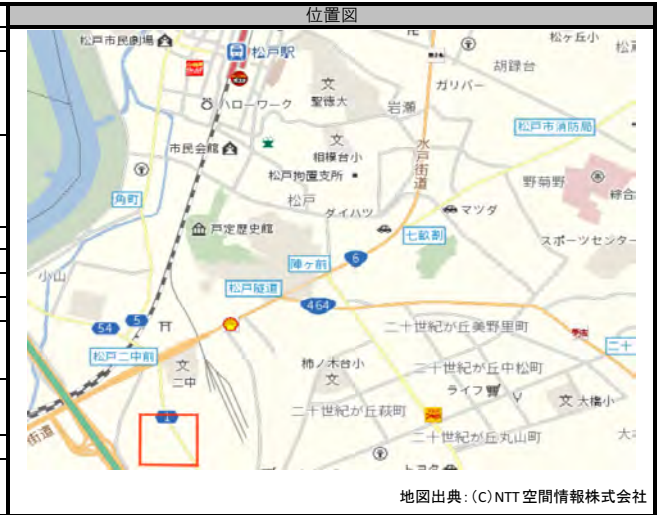 位置図
松戸市民劇場
松戸駅
松ヶ丘小
胡録台
ガリバー
ハローワーク
文
聖徳大
岩瀬
松戸市消防局
市民会館
文
相模台小
水戸街道
松戸拘置支所
野菊野
角町
松戸
ダイハツ
マツダ
戸定歴史館
七畝割
スポーツセンター
陣ヶ前
6
小山
松戸隧道
464
54
5
二十世紀が丘美野里町
松戸二中前
文
二中
柿ノ木台小
文
二十世紀が丘中松町
ライフ
文 大橋小
1
二十世紀が丘萩町
二十世紀が丘丸山町
街道
地図出典：(C)NTT空間情報株式会社